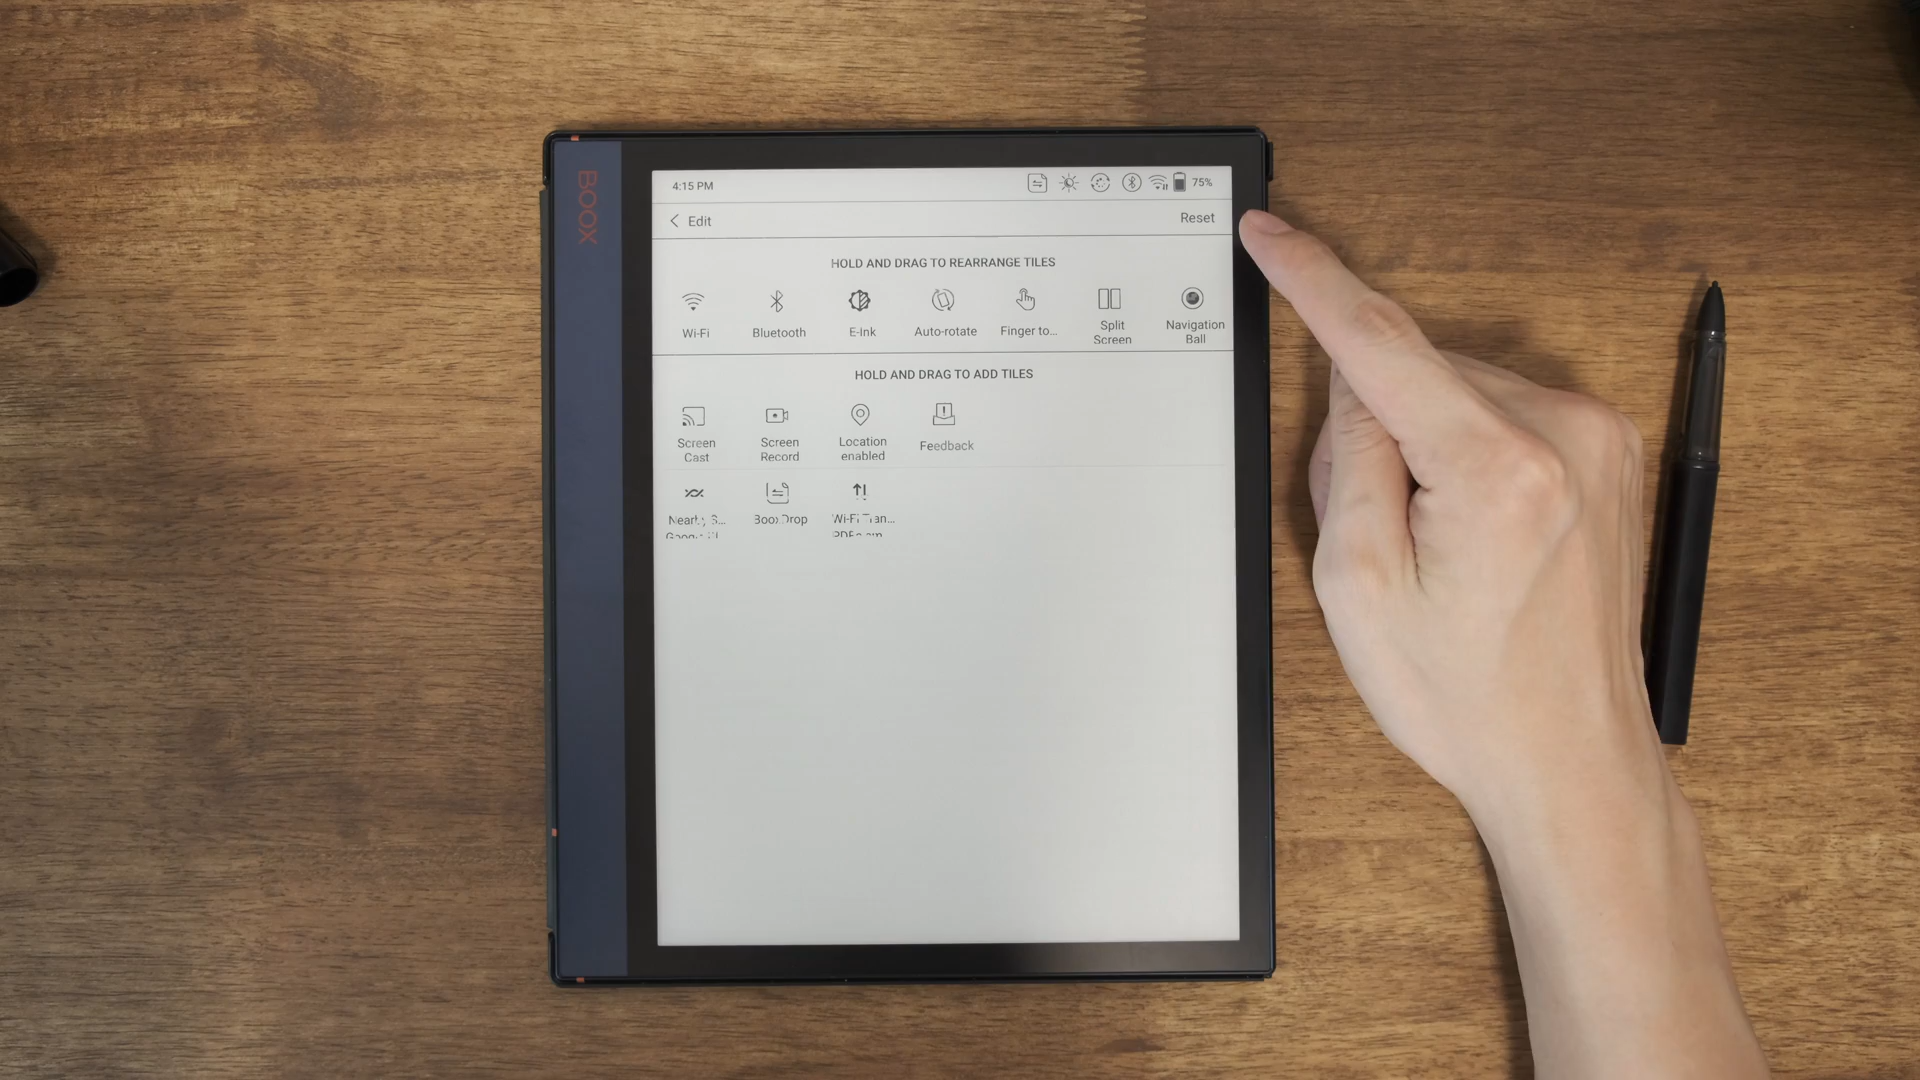 BOOX
4:15 PM
75%
Edit
Reset
HOLD AND DRAG TO REARRANGE TILES
Wi-Fi
Bluetooth
E-Ink
Auto-rotate
Finger to...
Split
Screen
Navigation
Ball
HOLD AND DRAG TO ADD TILES
Screen
Cast
Screen
Record
Location
enabled
Feedback